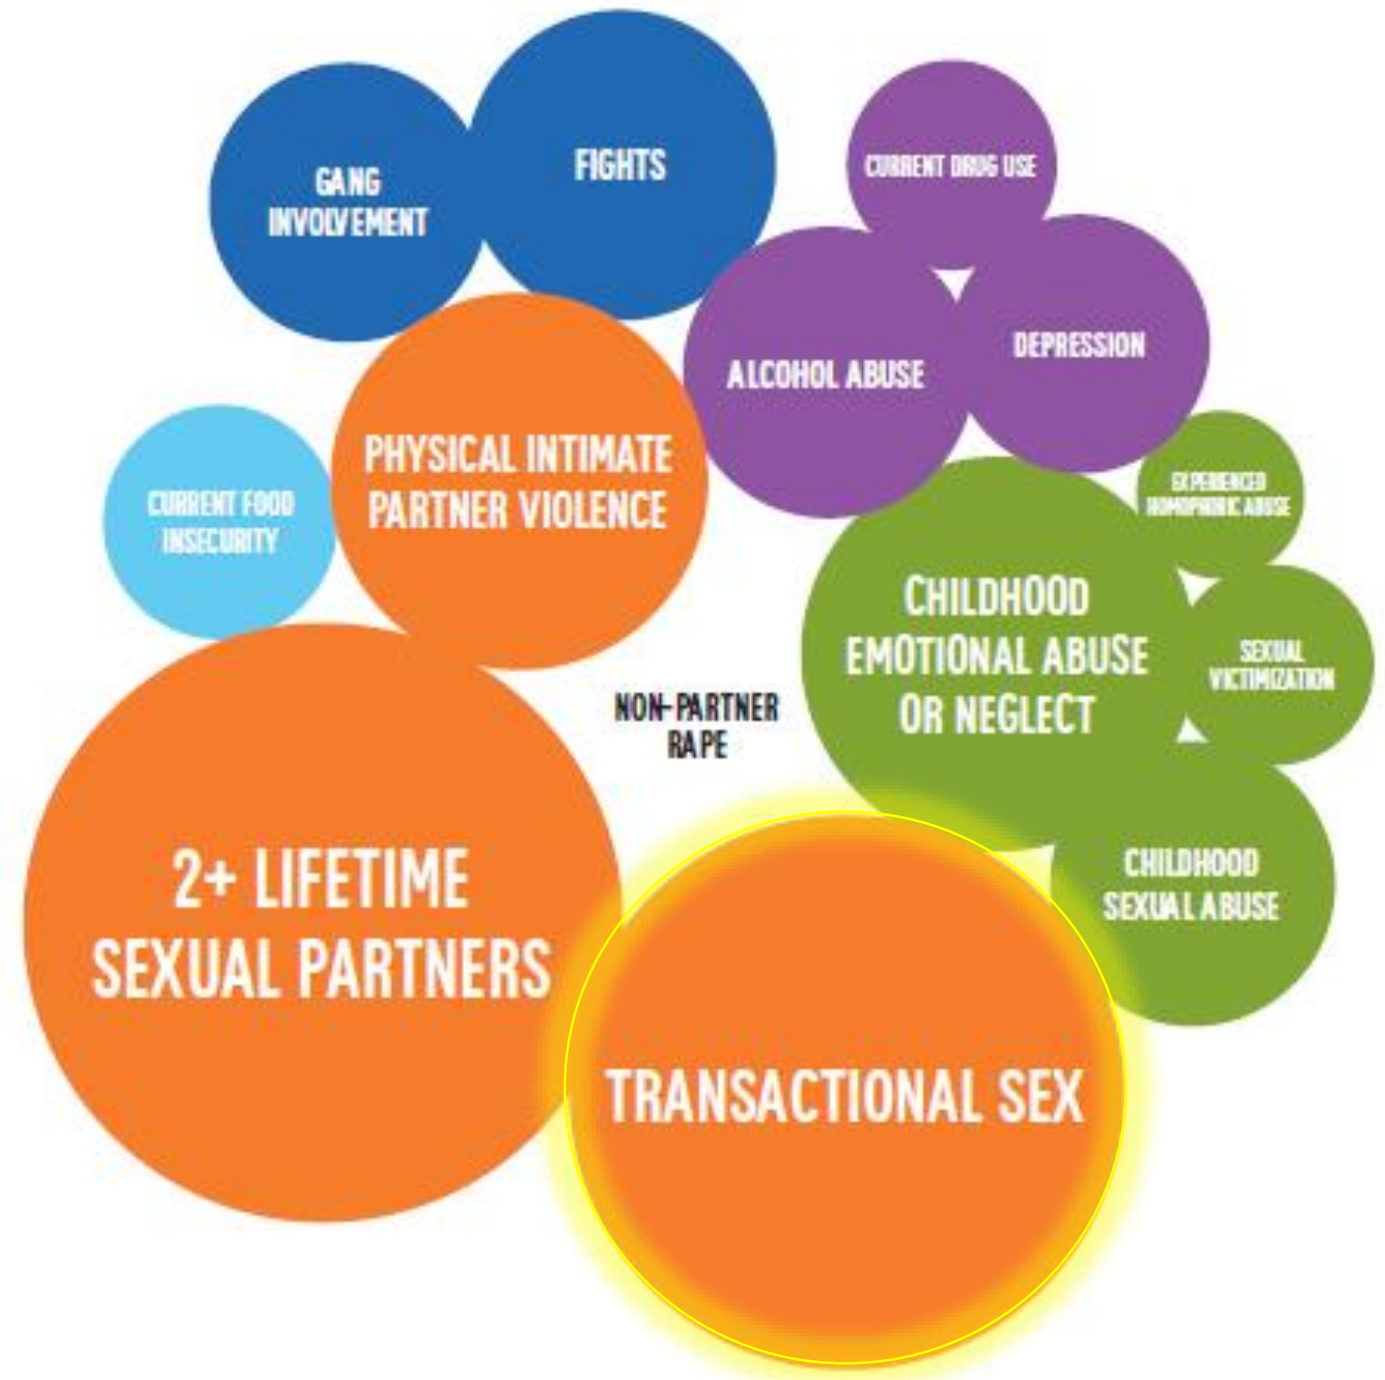 FIGHTS
GANG
INVOLVEMENT
CURRENT DRUG USE
ALCOHOL ABUSE
DEPRESSION
PHYSICAL INTIMATE
PARTNER VIOLENCE
CURRENT FOOD
INSECURITY
EXPERIENCED
HOMOPHOBIC ABUSE
CHILDHOOD
EMOTIONAL ABUSE
OR NEGLECT
SEXUAL
VICTIMIZATION
NON-PARTNER
RAPE
CHILDHOOD
SEXUAL ABUSE
2+ LIFETIME
SEXUAL PARTNERS
TRANSACTIONAL SEX